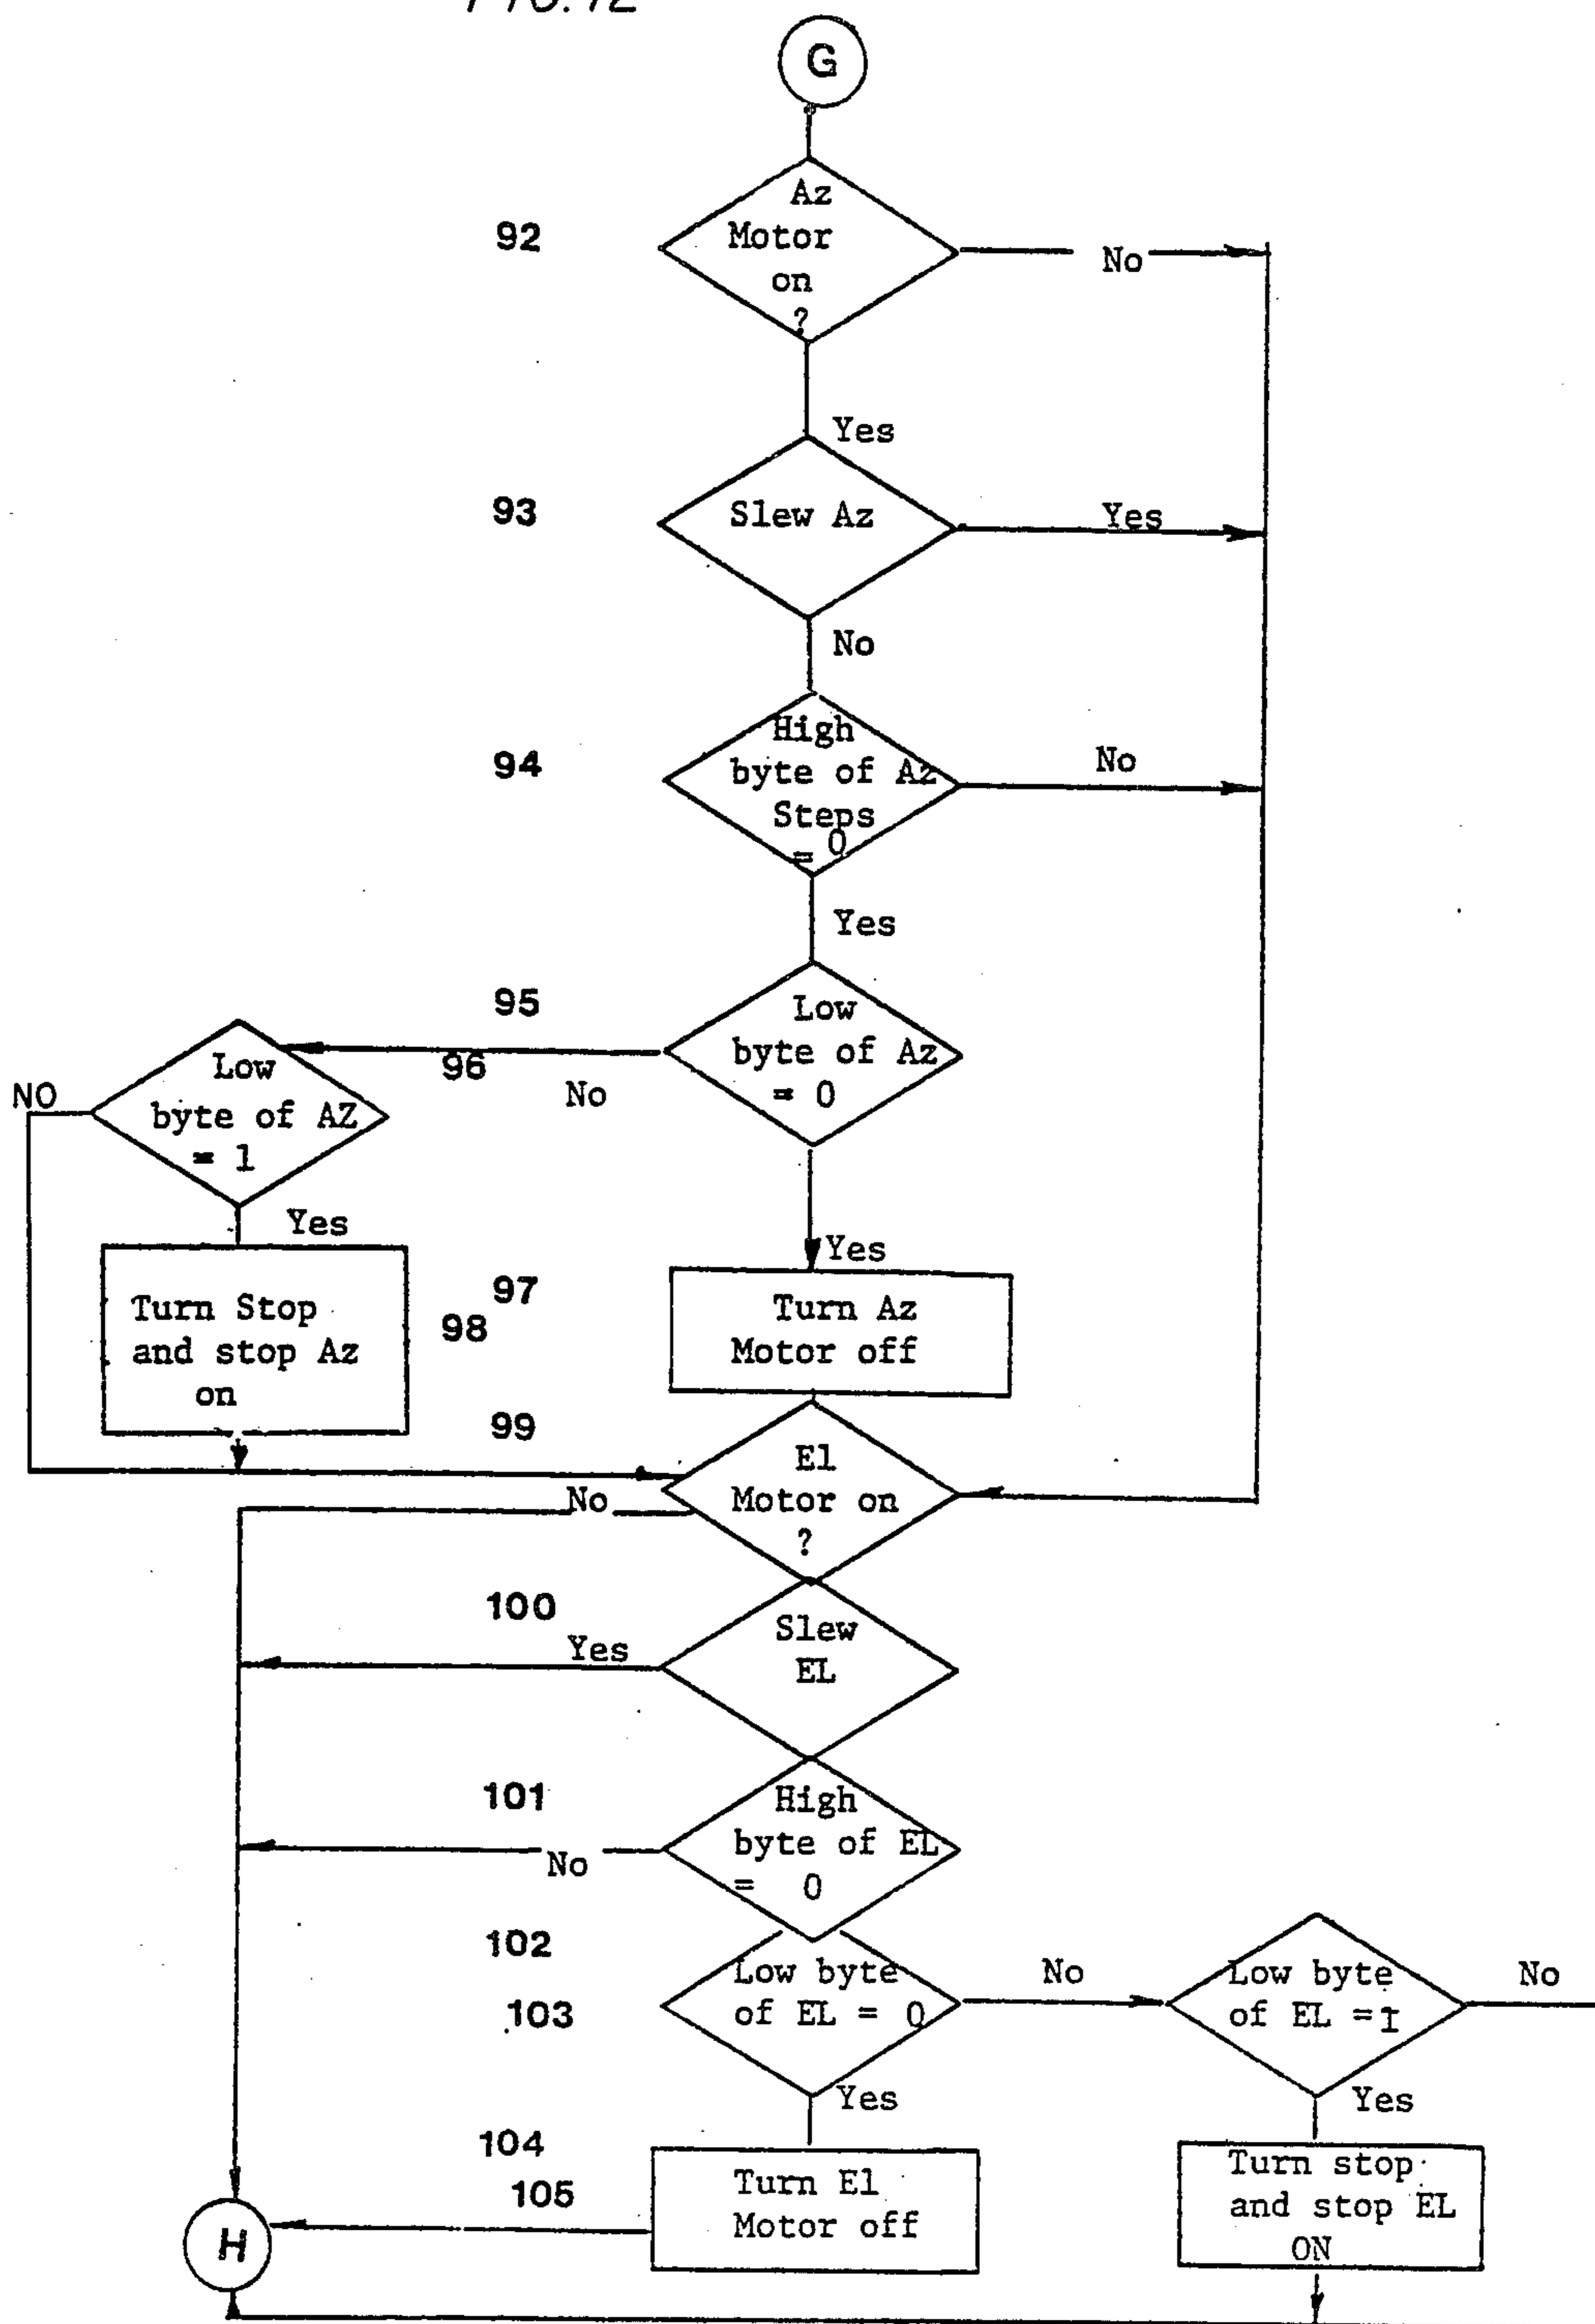 FIG. 12
G
92
Az
Motor
on
?
No
Yes
93
Slew Az
Yes
No
94
High
byte of Az
Steps
= 0
No
Yes
95
Low
byte of Az
= 0
96
No
Low
byte of AZ
= 1
NO
Yes
Yes
Turn Stop
and stop Az
on
97
98
Turn Az
Motor off
99
El
Motor on
?
No
100
Slew
EL
Yes
101
High
byte of EL
= 0
No
102
103
Low byte
of EL = 0
No
Low byte
of EL = 1
No
Yes
Yes
104
105
Turn El
Motor off
Turn stop
and stop EL
ON
H